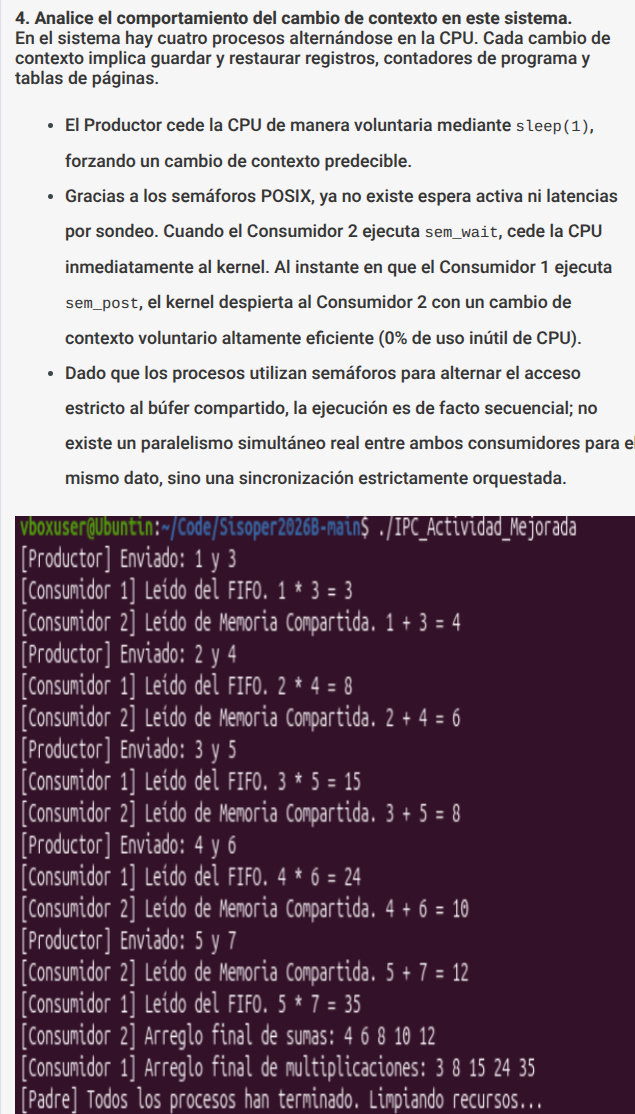 4. Analice el comportamiento del cambio de contexto en este sistema.
En el sistema hay cuatro procesos alternándose en la CPU. Cada cambio de
contexto implica guardar y restaurar registros, contadores de programa y
tablas de páginas.
• El Productor cede la CPU de manera voluntaria mediante sleep(1),
forzando un cambio de contexto predecible.
• Gracias a los semáforos POSIX, ya no existe espera activa ni latencias
por sondeo. Cuando el Consumidor 2 ejecuta sem_wait, cede la CPU
inmediatamente al kernel. Al instante en que el Consumidor 1 ejecuta
sem_post, el kernel despierta al Consumidor 2 con un cambio de
contexto voluntario altamente eficiente (0% de uso inútil de CPU).
• Dado que los procesos utilizan semáforos para alternar el acceso
estricto al búfer compartido, la ejecución es de facto secuencial; no
existe un paralelismo simultáneo real entre ambos consumidores para el
mismo dato, sino una sincronización estrictamente orquestada.
vboxuser@Ubuntin:~/Code/Sisoper2026B-main$ ./IPC_Actividad_Mejorada
[Productor] Enviado: 1 y 3
[Consumidor 1] Leído del FIFO. 1 * 3 = 3
[Consumidor 2] Leído de Memoria Compartida. 1 + 3 = 4
[Productor] Enviado: 2 y 4
[Consumidor 1] Leído del FIFO. 2 * 4 = 8
[Consumidor 2] Leído de Memoria Compartida. 2 + 4 = 6
[Productor] Enviado: 3 y 5
[Consumidor 1] Leído del FIFO. 3 * 5 = 15
[Consumidor 2] Leído de Memoria Compartida. 3 + 5 = 8
[Productor] Enviado: 4 y 6
[Consumidor 1] Leído del FIFO. 4 * 6 = 24
[Consumidor 2] Leído de Memoria Compartida. 4 + 6 = 10
[Productor] Enviado: 5 y 7
[Consumidor 2] Leído de Memoria Compartida. 5 + 7 = 12
[Consumidor 1] Leído del FIFO. 5 * 7 = 35
[Consumidor 2] Arreglo final de sumas: 4 6 8 10 12
[Consumidor 1] Arreglo final de multiplicaciones: 3 8 15 24 35
[Padre] Todos los procesos han terminado. Limpiando recursos...